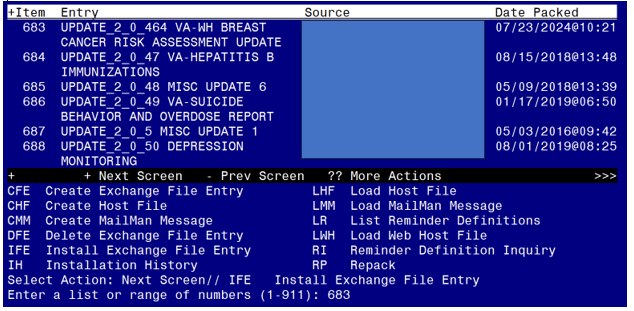 +Item  Entry                          Source                   Date Packed
683  UPDATE_2_0_464 VA-WH BREAST                               07/23/2024@10:21
     CANCER RISK ASSESSMENT UPDATE
684  UPDATE_2_0_47 VA-HEPATITIS B                              08/15/2018@13:48
     IMMUNIZATIONS
685  UPDATE_2_0_48 MISC UPDATE 6                               05/09/2018@13:39
686  UPDATE_2_0_49 VA-SUICIDE                                  01/17/2019@06:50
     BEHAVIOR AND OVERDOSE REPORT
687  UPDATE_2_0_5 MISC UPDATE 1                                05/03/2016@09:42
688  UPDATE_2_0_50 DEPRESSION                                  08/01/2019@08:25
     MONITORING
+         + Next Screen   - Prev Screen   ?? More Actions                  >>>
CFE  Create Exchange File Entry          LHF  Load Host File
CHF  Create Host File                    LMM  Load MailMan Message
CMM  Create MailMan Message              LR   List Reminder Definitions
DFE  Delete Exchange File Entry          LWH  Load Web Host File
IFE  Install Exchange File Entry         RI   Reminder Definition Inquiry
IH   Installation History                RP   Repack
Select Action: Next Screen// IFE   Install Exchange File Entry
Enter a list or range of numbers (1-911): 683